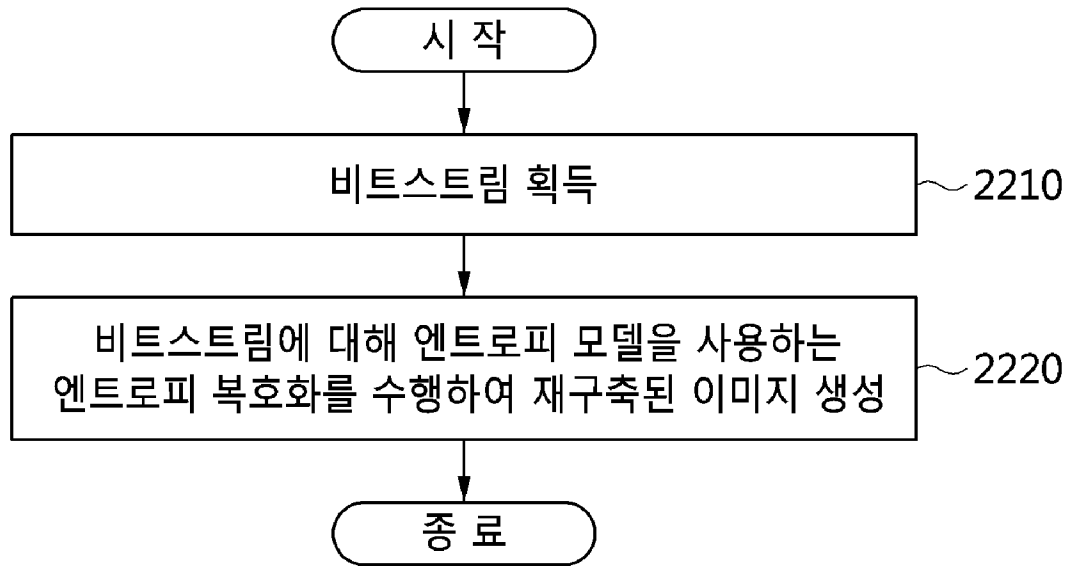 시 작
비트스트림 획득
2210
비트스트림에 대해 엔트로피 모델을 사용하는
엔트로피 복호화를 수행하여 재구축된 이미지 생성
2220
종 료